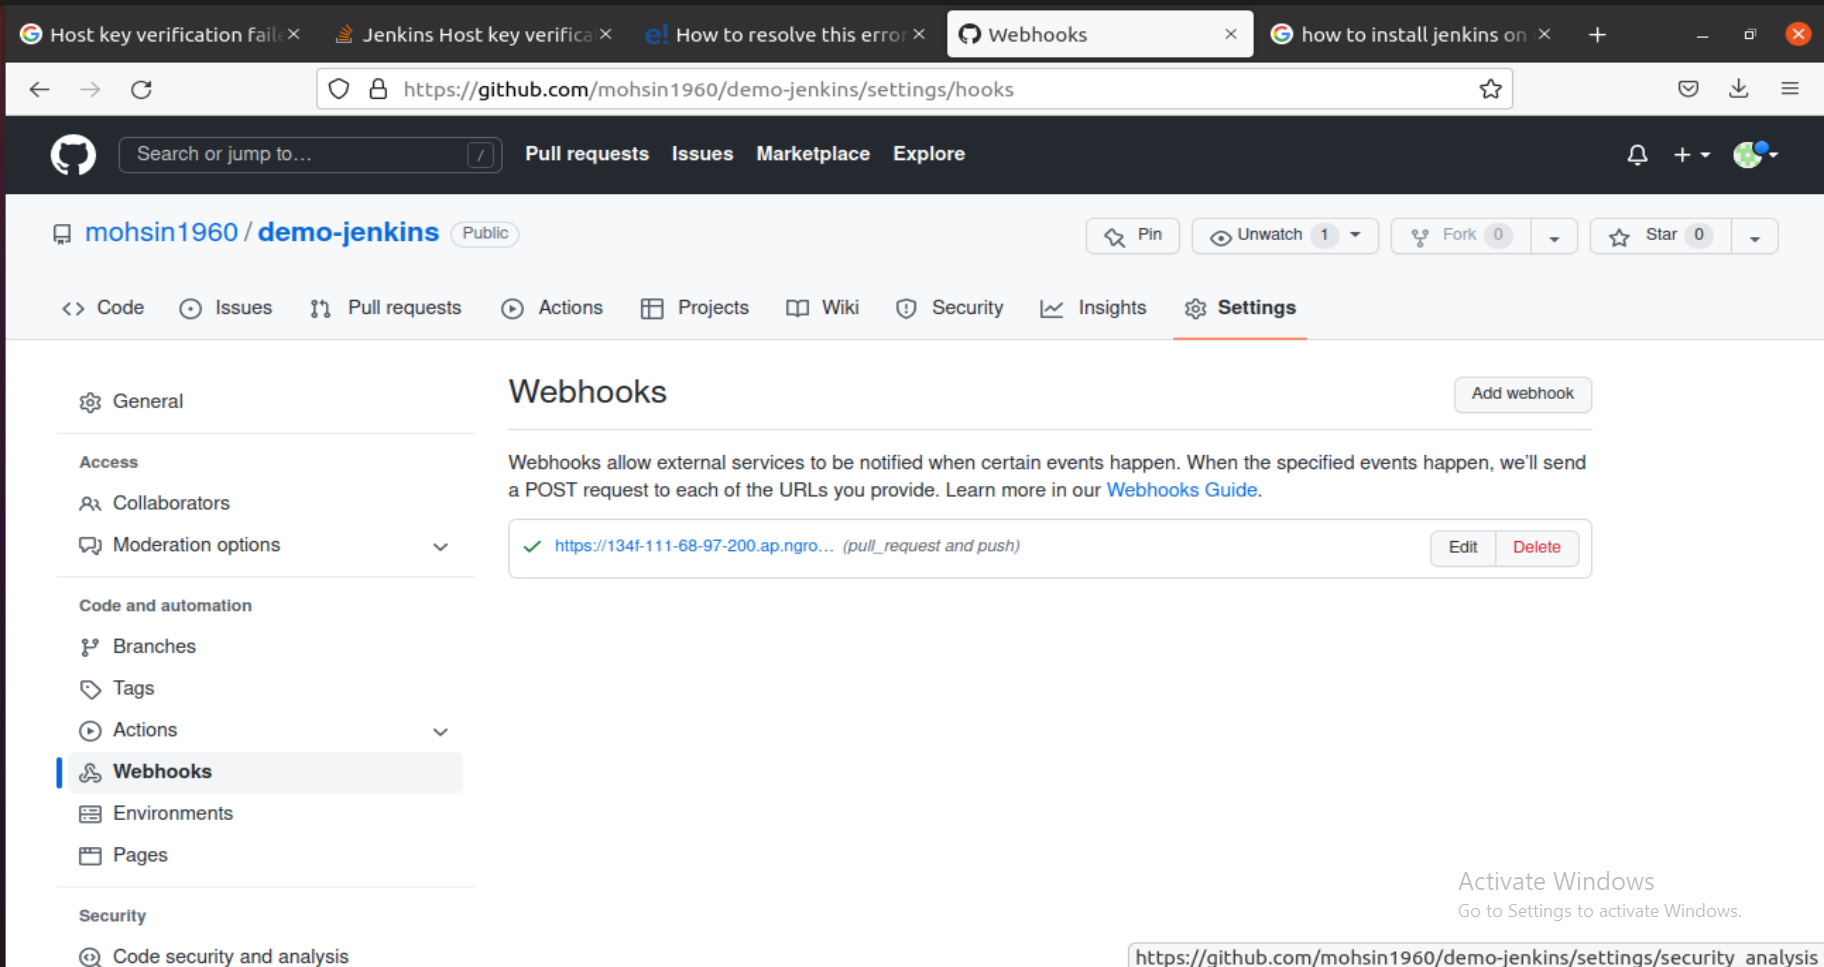 Host key verification faile
Jenkins Host key verifica
e! How to resolve this error
Webhooks
how to install jenkins on
https://github.com/mohsin1960/demo-jenkins/settings/hooks
Search or jump to… /
Pull requests Issues Marketplace Explore
mohsin1960 / demo-jenkins Public
Pin
Unwatch 1
Fork 0
Star 0
Code Issues Pull requests Actions Projects Wiki Security Insights Settings
General
Access
Collaborators
Moderation options
Code and automation
Branches
Tags
Actions
Webhooks
Environments
Pages
Security
Code security and analysis
Webhooks
Add webhook
Webhooks allow external services to be notified when certain events happen. When the specified events happen, we'll send
a POST request to each of the URLs you provide. Learn more in our Webhooks Guide.
https://134f-111-68-97-200.ap.ngro… (pull_request and push)
Edit Delete
Activate Windows
Go to Settings to activate Windows.
https://github.com/mohsin1960/demo-jenkins/settings/security_analysis